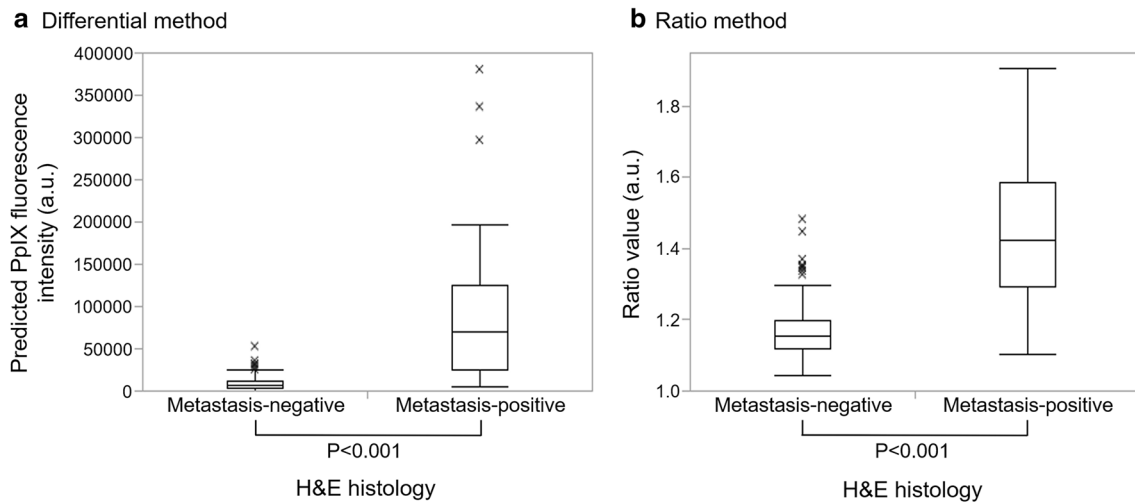 a Differential method
Predicted PpIX fluorescence
intensity (a.u.)
400000
350000
300000
250000
200000
150000
100000
50000
0
Metastasis-negative
Metastasis-positive
P<0.001
H&E histology
b Ratio method
Ratio value (a.u.)
1.8
1.6
1.4
1.2
1.0
Metastasis-negative
Metastasis-positive
P<0.001
H&E histology